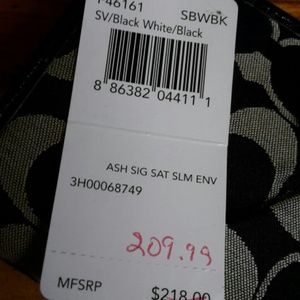 F46161 SBWBK
SV/Black White/Black
8 86382 04411 1
ASH SIG SAT SLM ENV
3H00068749
209.99
MFSRP $218.00